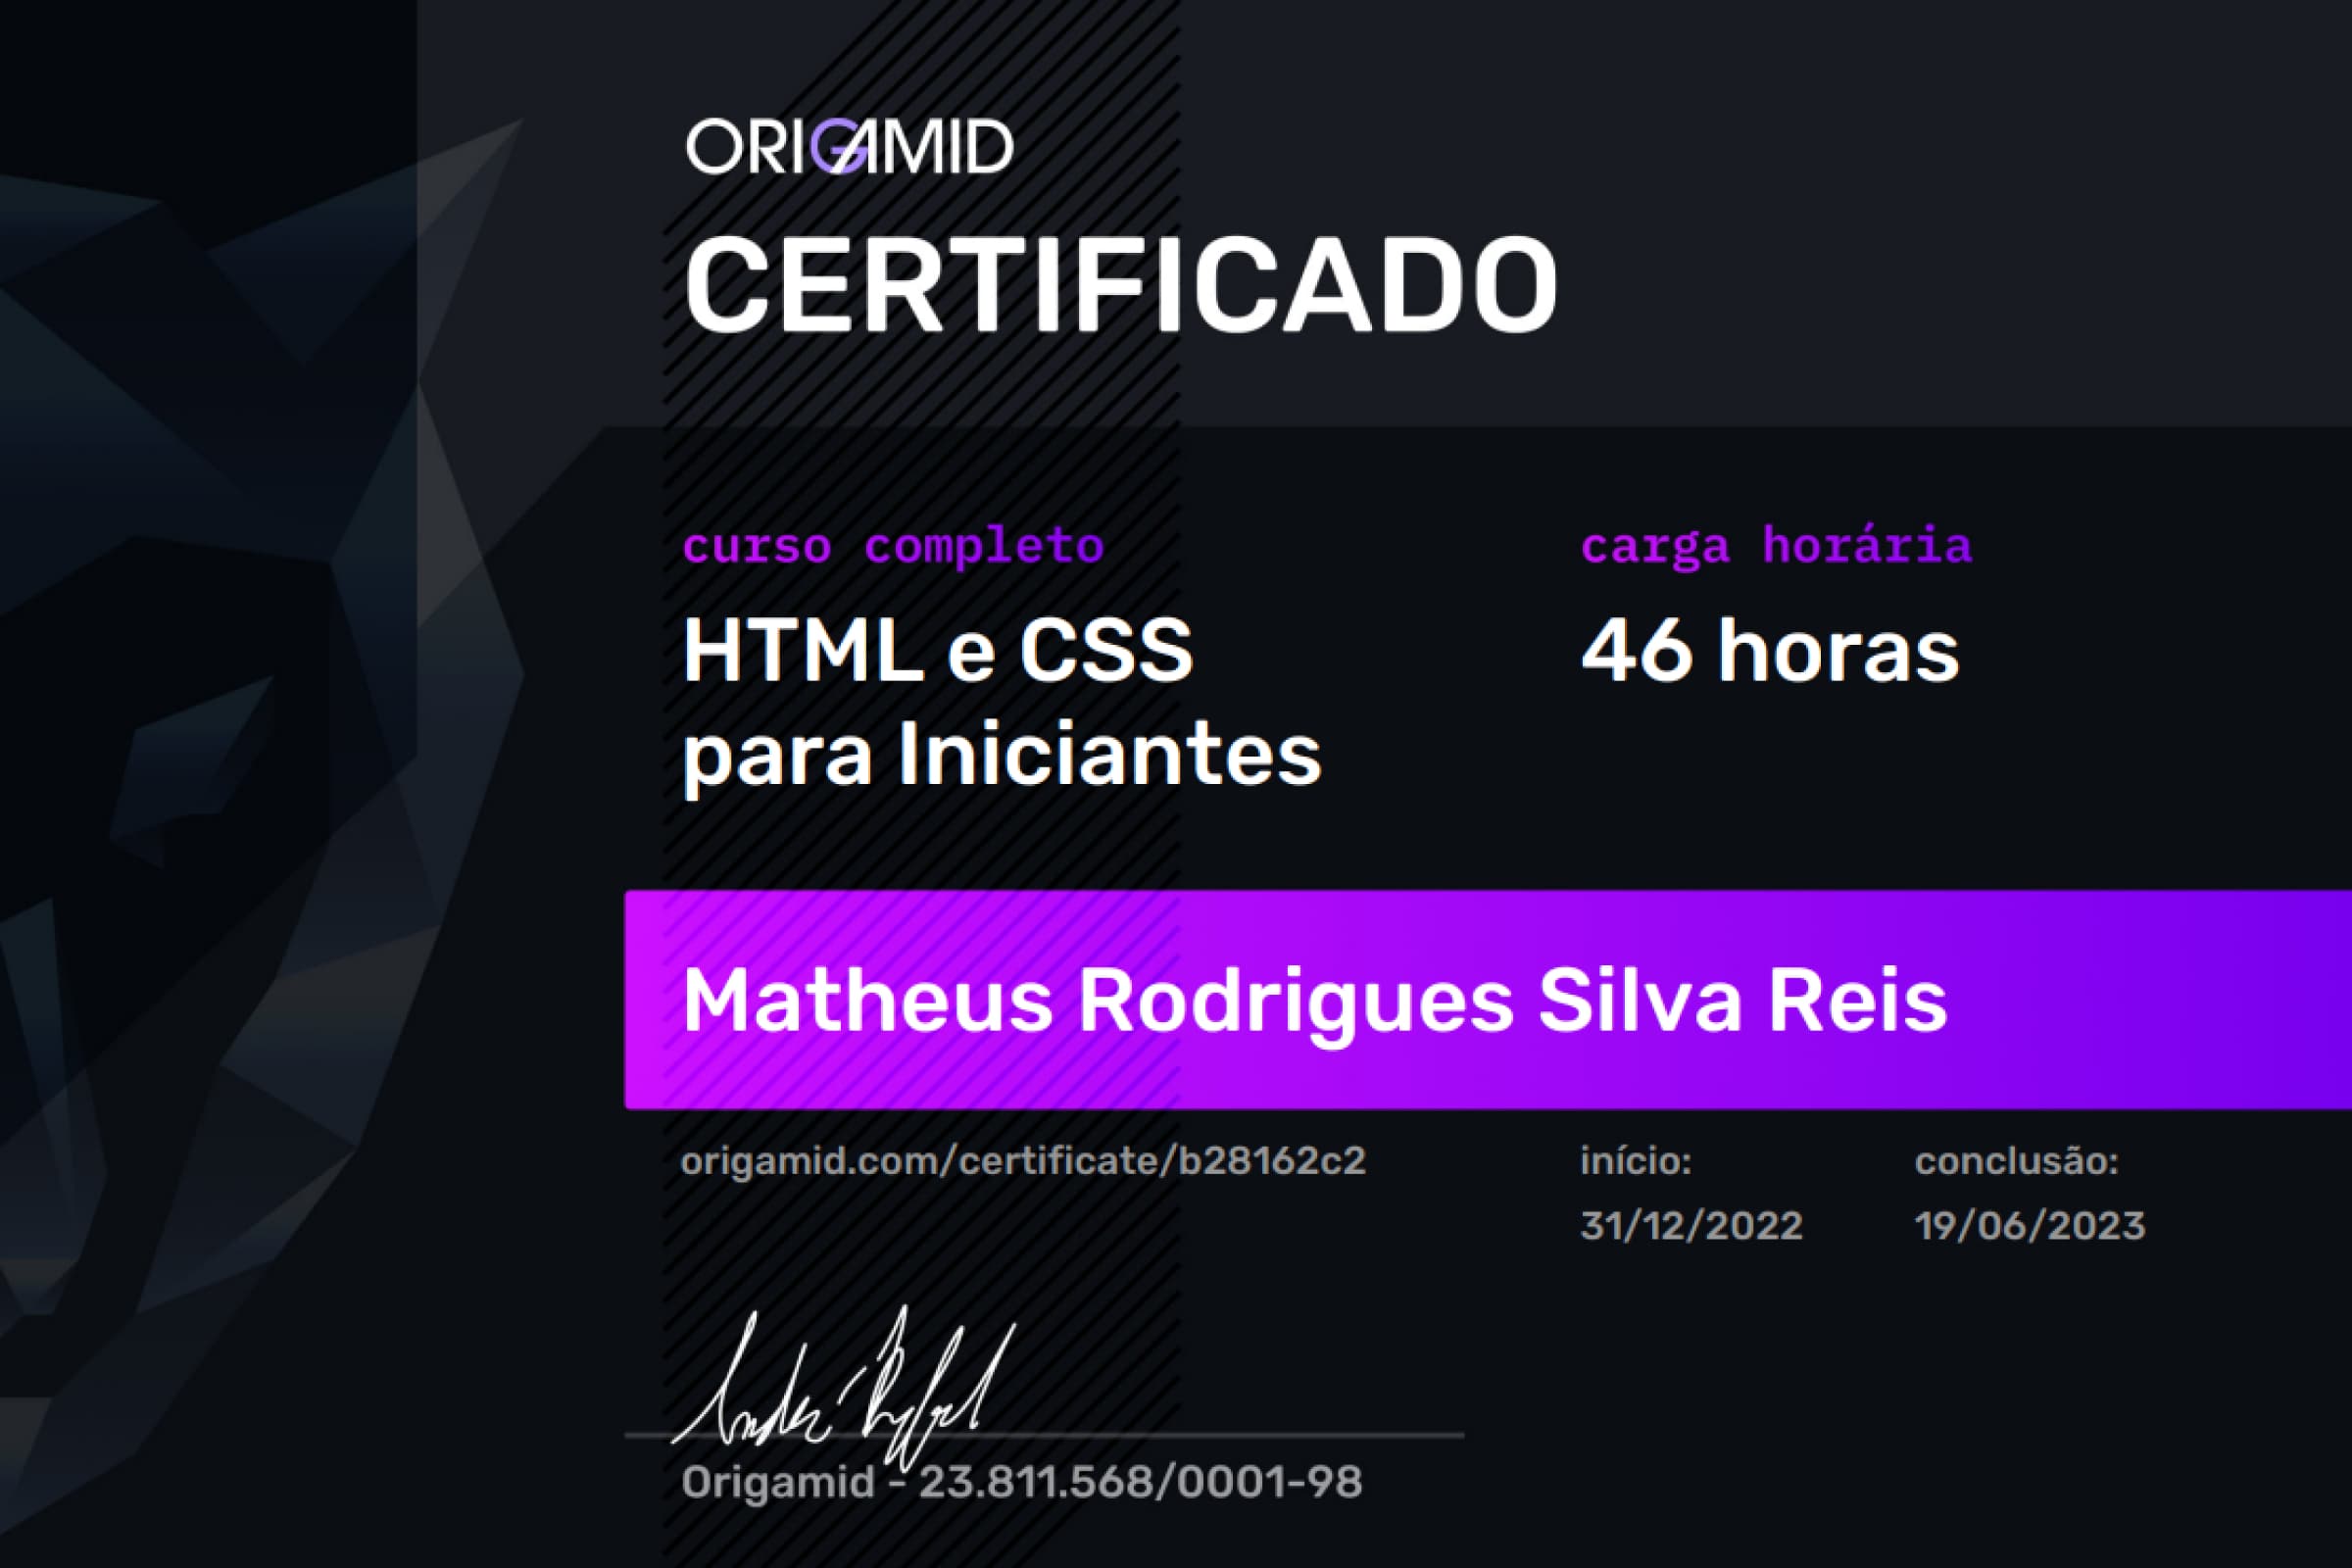 ORIGAMID
CERTIFICADO
curso completo
carga horária
HTML e CSS
para Iniciantes
46 horas
Matheus Rodrigues Silva Reis
origamid.com/certificate/b28162c2
início:
31/12/2022
conclusão:
19/06/2023
Origamid - 23.811.568/0001-98